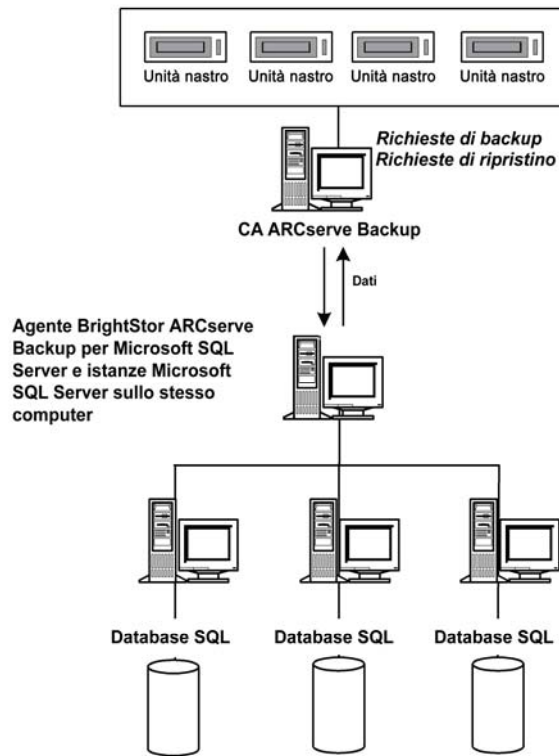 Unità nastro Unità nastro Unità nastro Unità nastro
Richieste di backup
Richieste di ripristino
CA ARCserve Backup
Dati
Agente BrightStor ARCserve
Backup per Microsoft SQL
Server e istanze Microsoft
SQL Server sullo stesso
computer
Database SQL Database SQL Database SQL